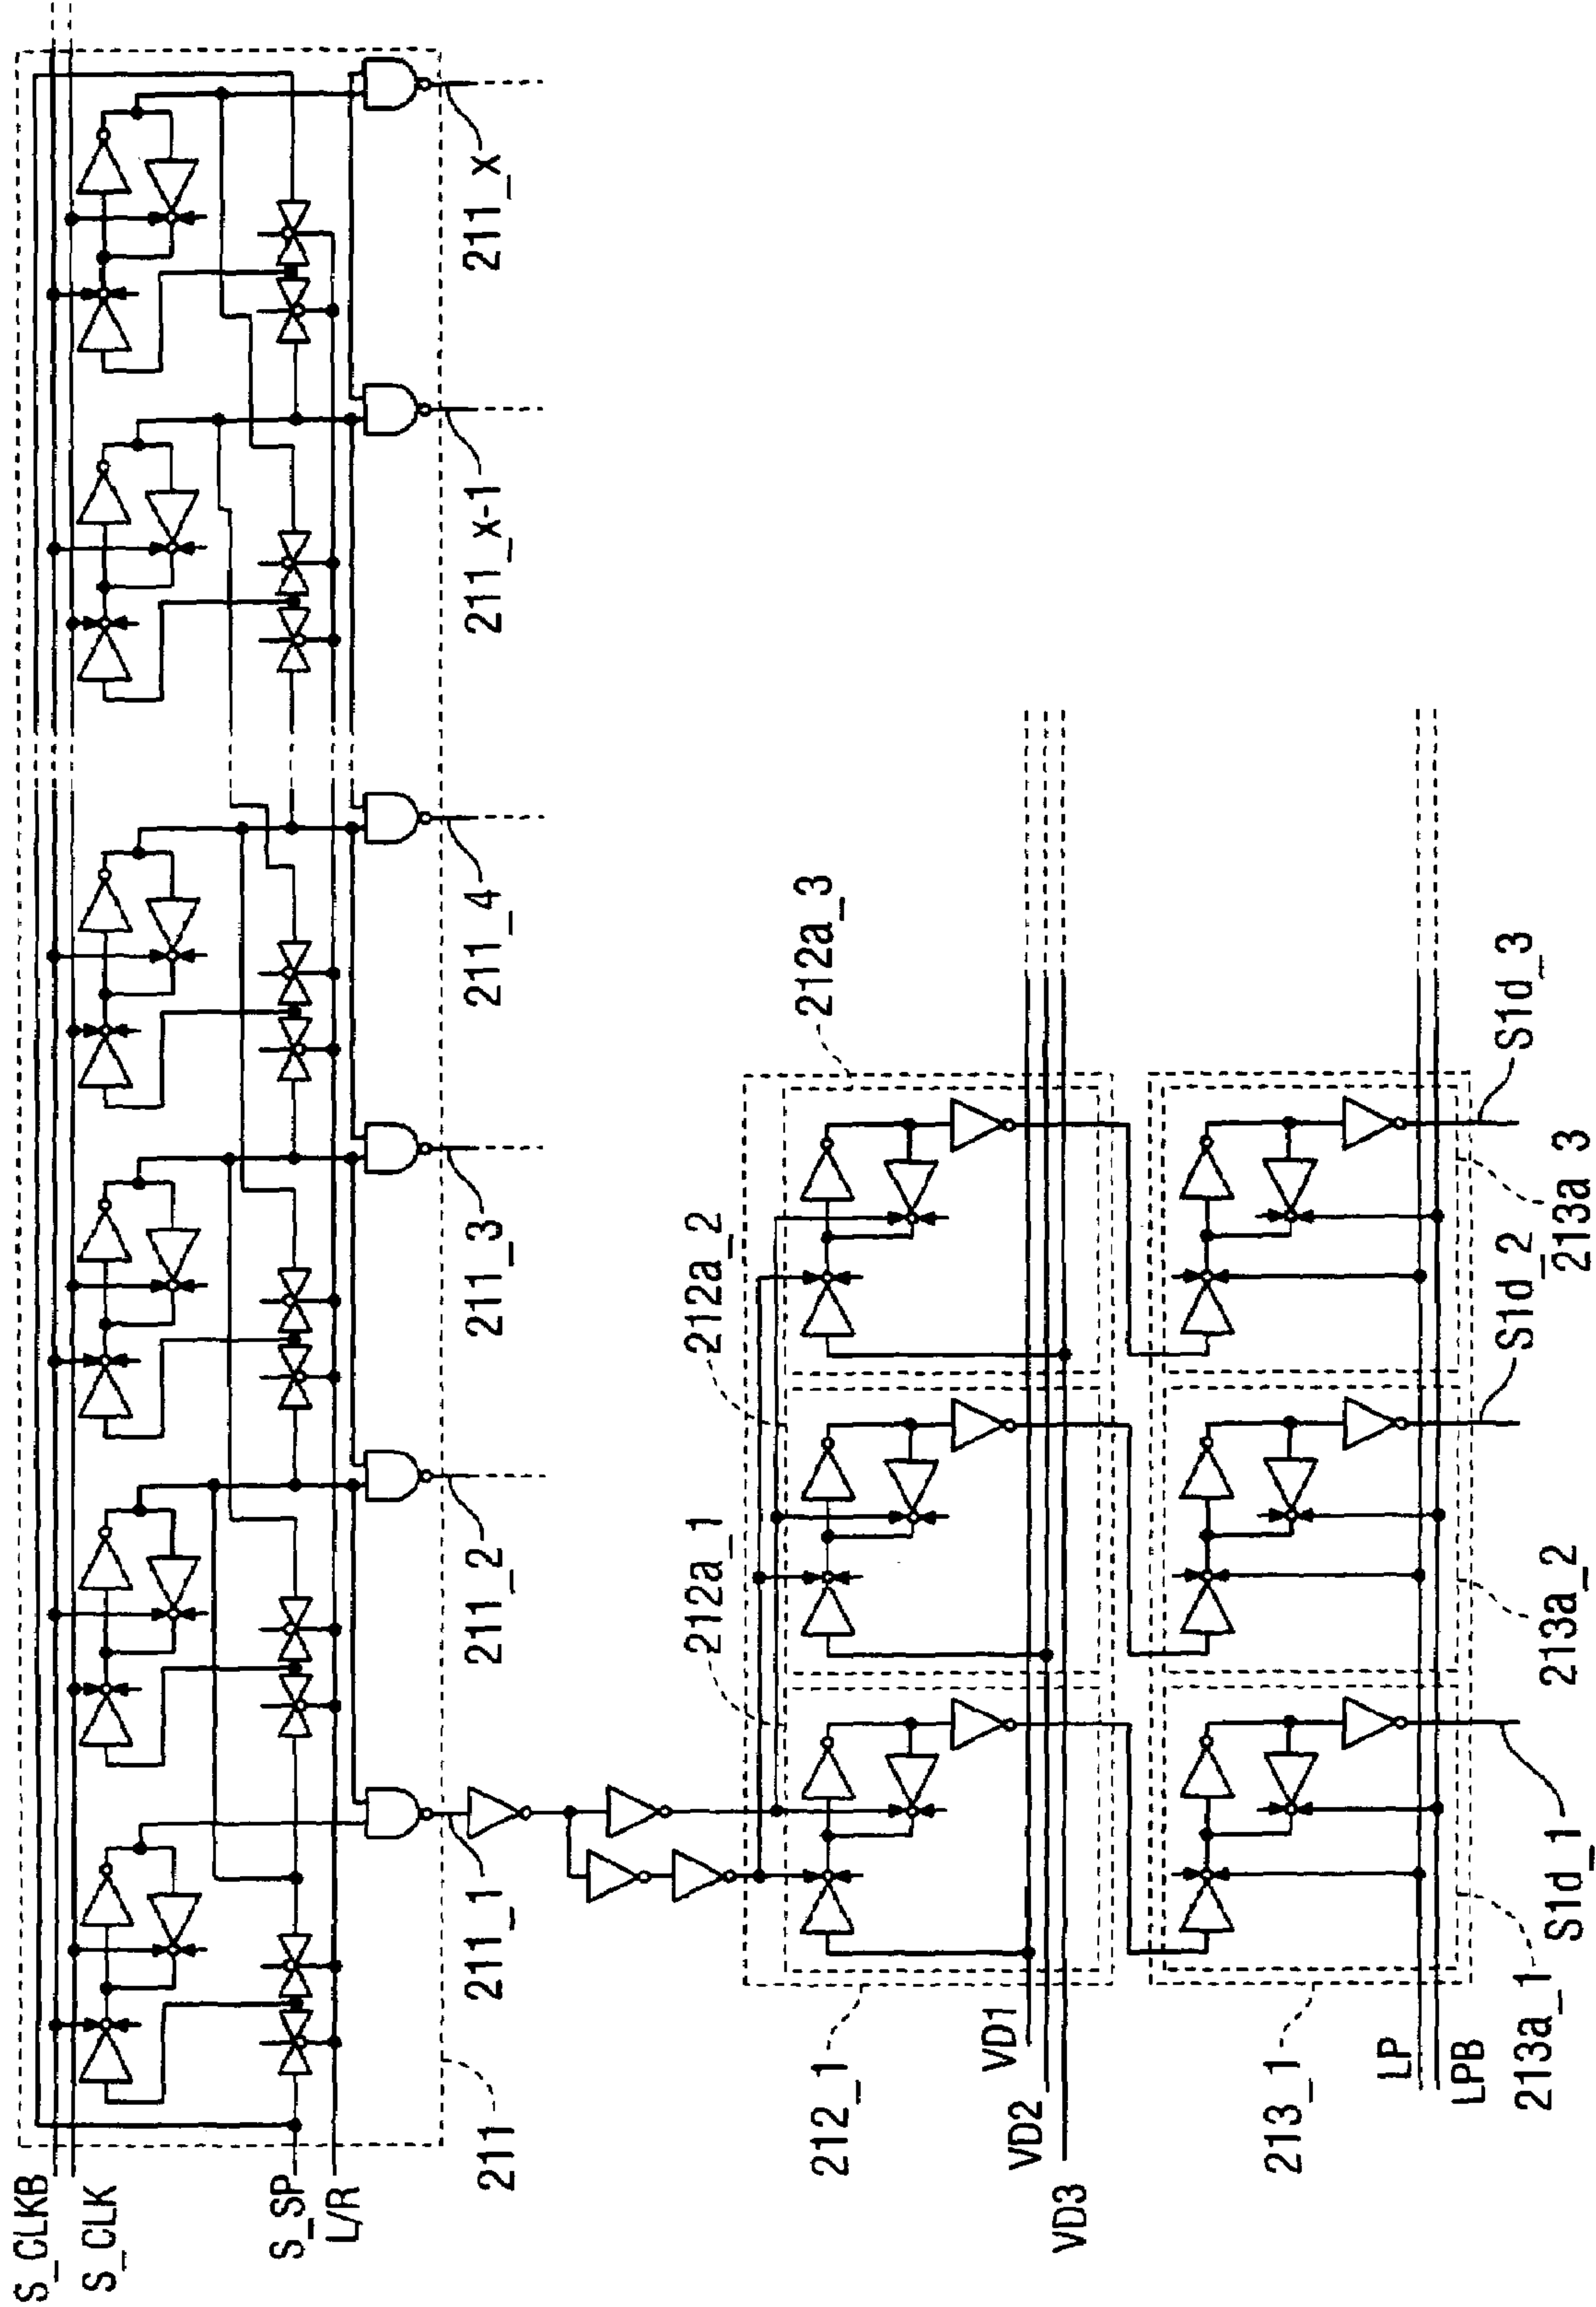 S_CLKB
S_CLK
S_SP
L/R
211
211_1
211_2
211_3
211_4
211_x-1
211_x
212a_1
212a_2
212a_3
212_1
VD1
VD2
VD3
213_1
LP
LPB
213a_1
S1d_1
213a_2
S1d_2
213a_3
S1d_3